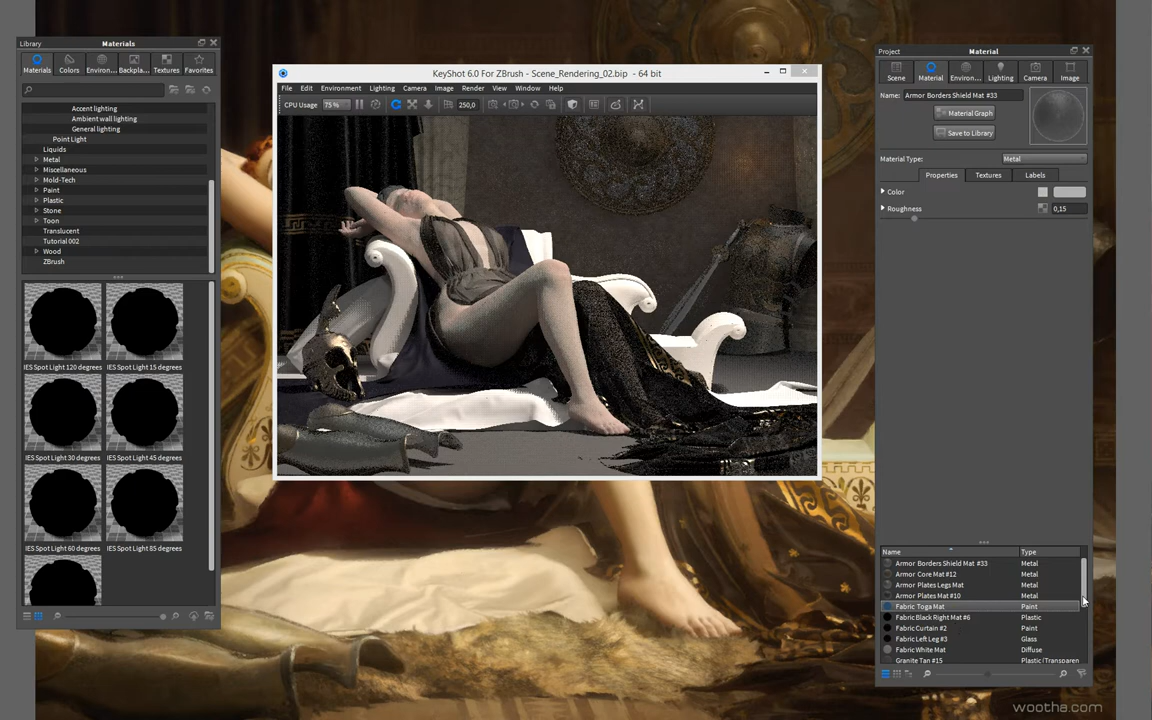 Library
Materials
Materials
Colors
Environ...
Backpla...
Textures
Favorites
Accent lighting
Ambient wall lighting
General lighting
Point Light
Liquids
Metal
Miscellaneous
Mold-Tech
Paint
Plastic
Stone
Toon
Translucent
Tutorial 002
Wood
ZBrush
IES Spot Light 120 degrees
IES Spot Light 15 degrees
IES Spot Light 30 degrees
IES Spot Light 45 degrees
IES Spot Light 60 degrees
IES Spot Light 85 degrees
KeyShot 6.0 For ZBrush - Scene_Rendering_02.bip - 64 bit
File Edit Environment Lighting Camera Image Render View Window Help
CPU Usage 75 % 250,0
Project
Material
Scene
Material
Environ...
Lighting
Camera
Image
Name: Armor Borders Shield Mat #33
Material Graph
Save to Library
Material Type: Metal
Properties Textures Labels
Color
Roughness 0,15
Name Type
Armor Borders Shield Mat #33 Metal
Armor Core Mat #12 Metal
Armor Plates Legs Mat Metal
Armor Plates Mat #10 Metal
Fabric Toga Mat Paint
Fabric Black Right Mat #6 Plastic
Fabric Curtain #2 Paint
Fabric Left Leg #3 Glass
Fabric White Mat Diffuse
Granite Tan #15 Plastic (Transparen
wootha.com